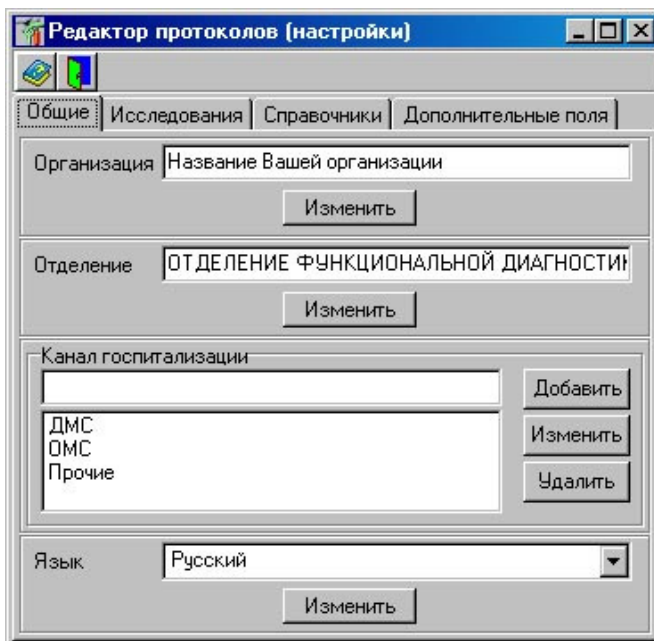 Редактор протоколов (настройки)
Общие Исследования Справочники Дополнительные поля
Организация Название Вашей организации
Изменить
Отделение ОТДЕЛЕНИЕ ФУНКЦИОНАЛЬНОЙ ДИАГНОСТИК
Изменить
Канал госпитализации
Добавить
ДМС
ОМС
Изменить
Прочие
Удалить
Язык Русский
Изменить